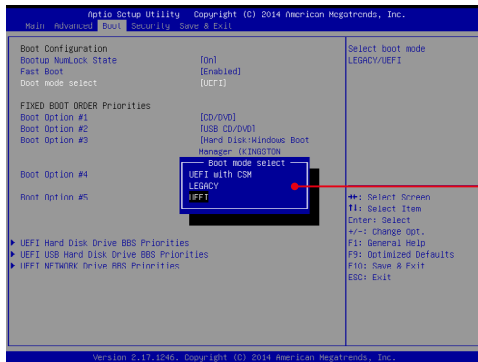 Aptio Setup Utility Copyright (C) 2014 American Megatrends, Inc.
Main Advanced Boot Security Save & Exit
Boot Configuration
Bootup NumLock State [On]
Fast Boot [Enabled]
Boot mode select [UEFI]
FIXED BOOT ORDER Priorities
Boot Option #1 [CD/DVD]
Boot Option #2 [USB CD/DVD]
Boot Option #3 [Hard Disk:Windows Boot
Manager (KINGSTON
Boot mode select
UEFI with CSM
LEGACY
UEFI
Boot Option #4
Boot Option #5
UEFI Hard Disk Drive BBS Priorities
UEFI USB Hard Disk Drive BBS Priorities
UEFI NETWORK Drive BBS Priorities
Select boot mode
LEGACY/UEFI
: Select Screen
: Select Item
Enter: Select
+/-: Change Opt.
F1: General Help
F9: Optimized Defaults
F10: Save & Exit
ESC: Exit
Version 2.17.1246. Copyright (C) 2014 American Megatrends, Inc.